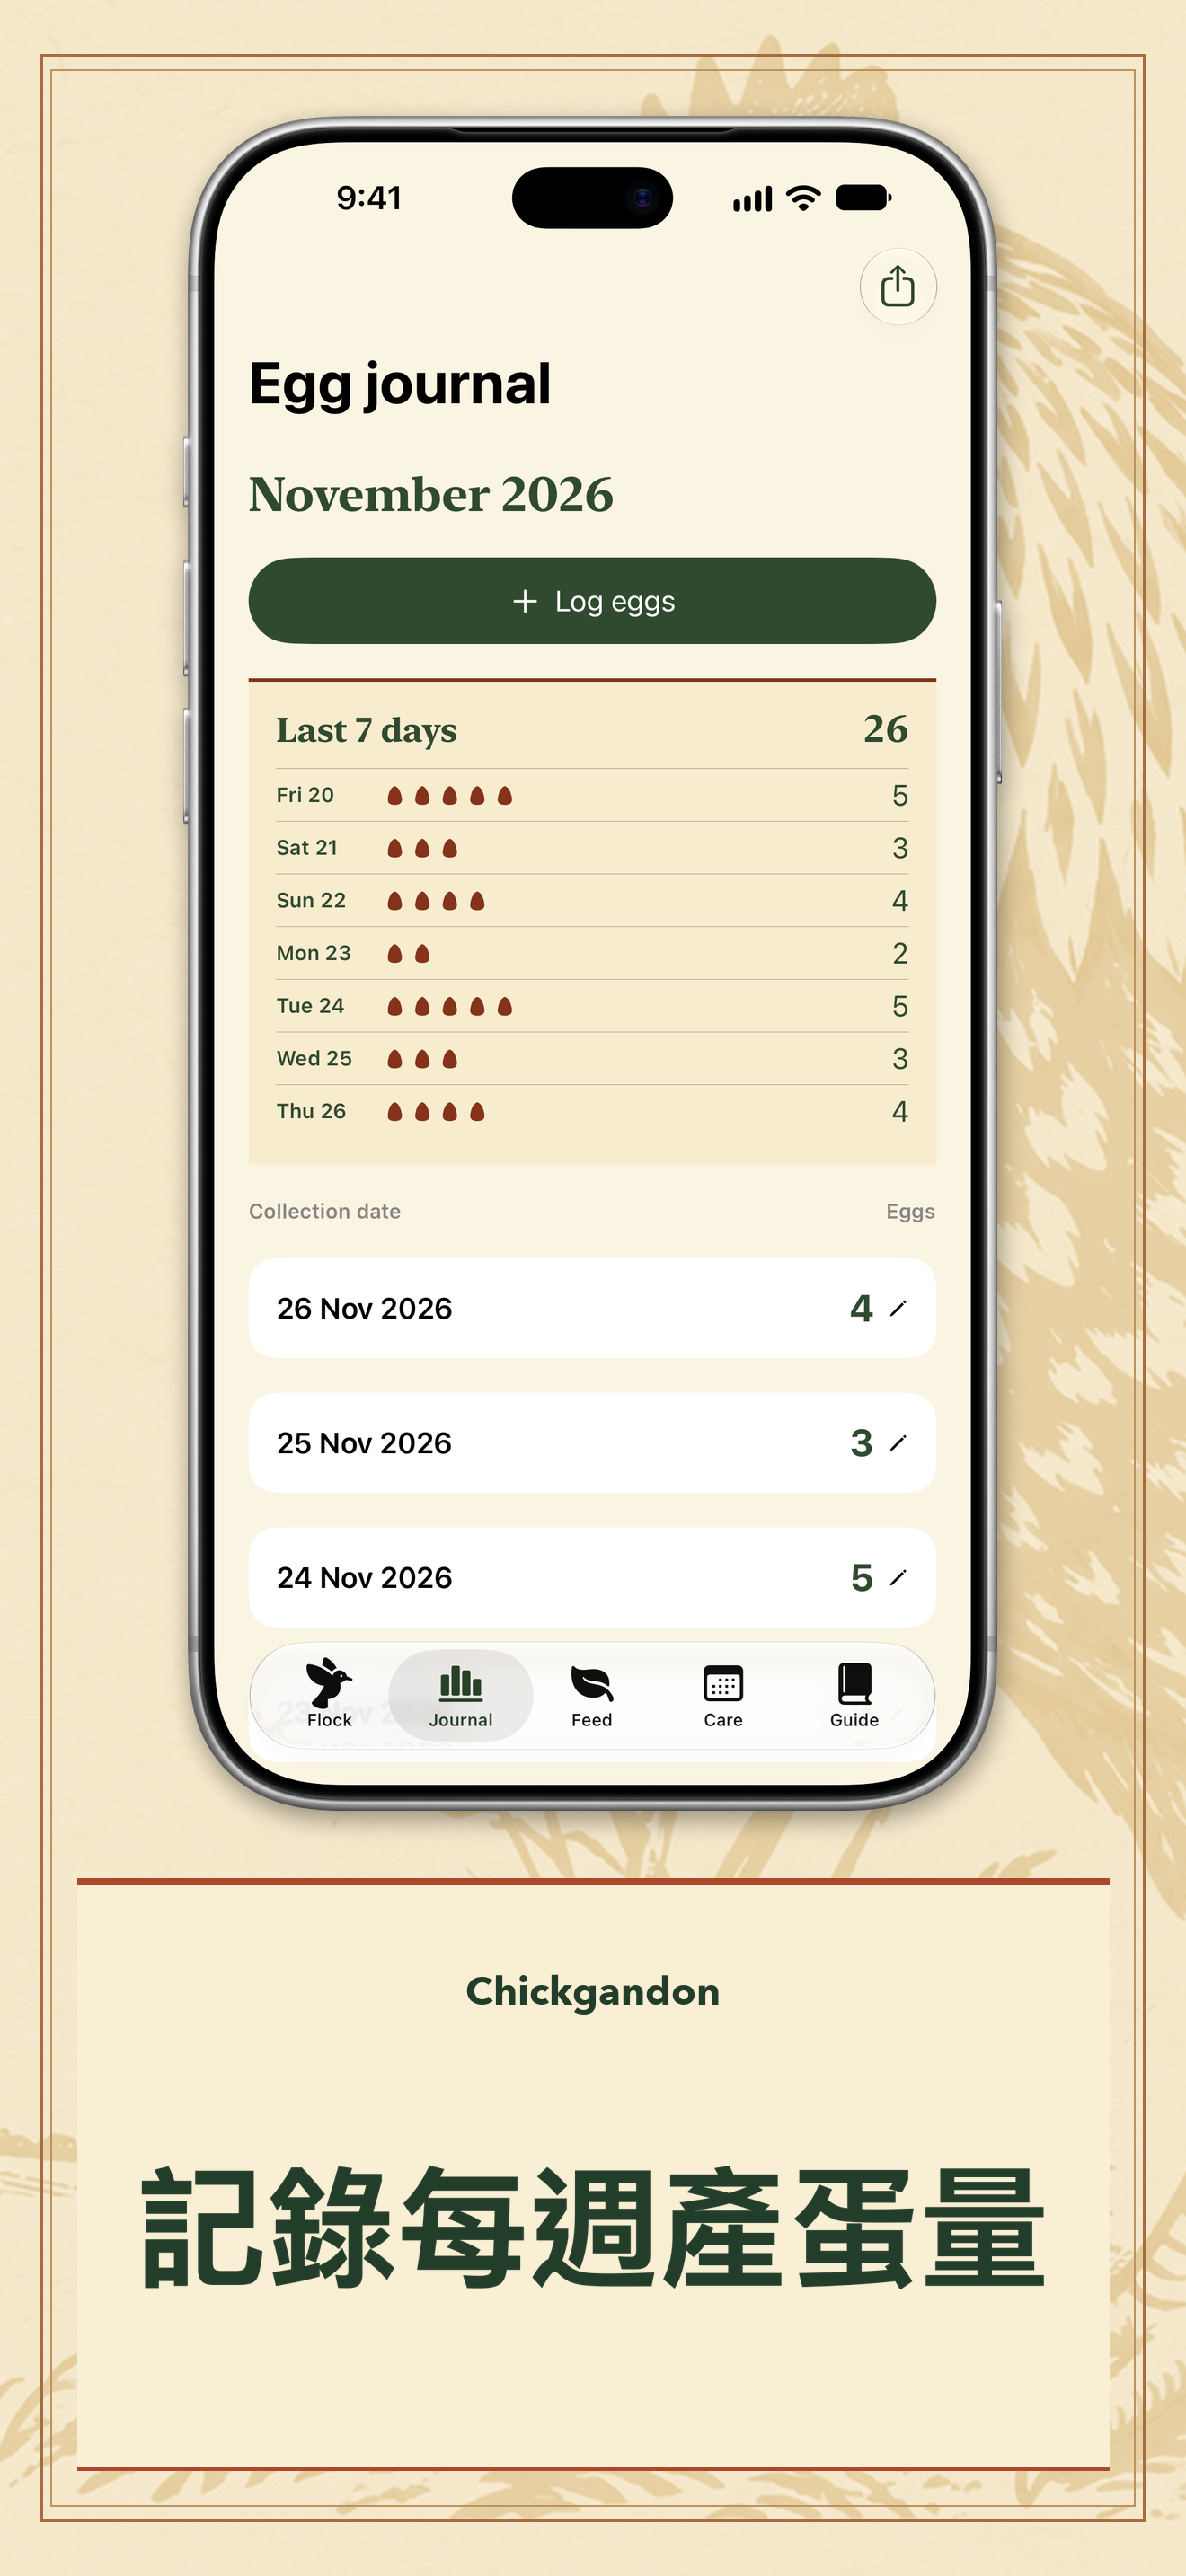 9:41
Egg journal
November 2026
+ Log eggs
Last 7 days 26
Fri 20 5
Sat 21 3
Sun 22 4
Mon 23 2
Tue 24 5
Wed 25 3
Thu 26 4
Collection date Eggs
26 Nov 2026 4
25 Nov 2026 3
24 Nov 2026 5
Flock Journal Feed Care Guide
Chickgandon
記錄每週產蛋量